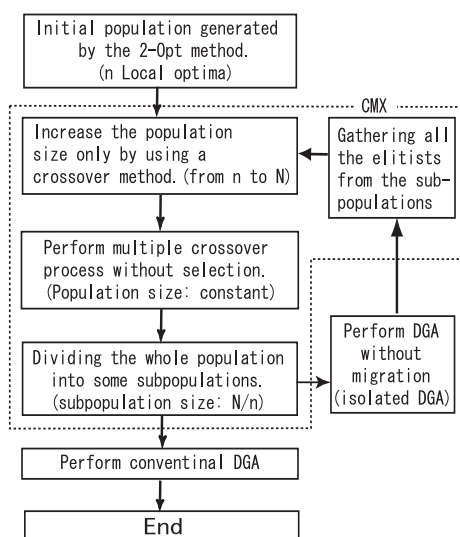 Initial population generated
by the 2-Opt method.
(n Local optima)
CMX
Increase the population
size only by using a
crossover method.(from n to N)
Gathering all
the elitists
from the sub-
populations
Perform multiple crossover
process without selection.
(Population size: constant)
Dividing the whole population
into some subpopulations.
(subpopulation size: N/n)
Perform DGA
without
migration
(isolated DGA)
Perform conventinal DGA
End